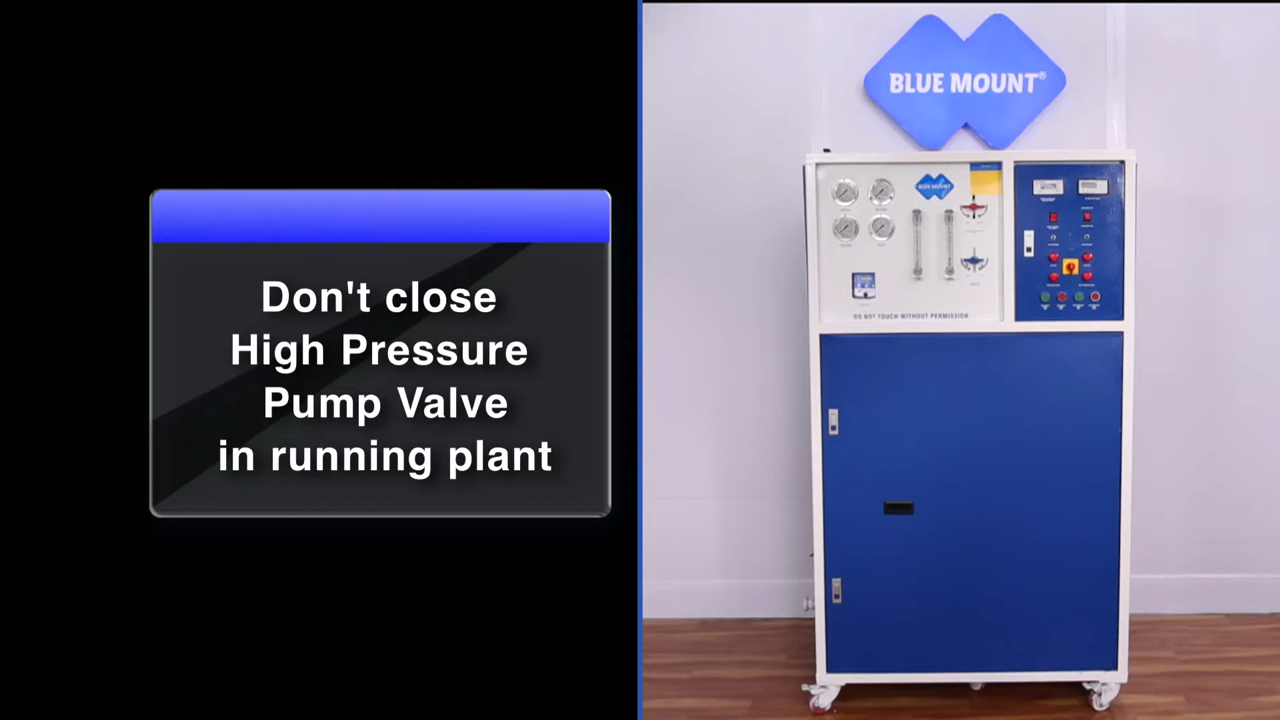 Don't close
High Pressure
Pump Valve
in running plant
BLUE MOUNT®
BLUE MOUNT
DO NOT TOUCH WITHOUT PERMISSION